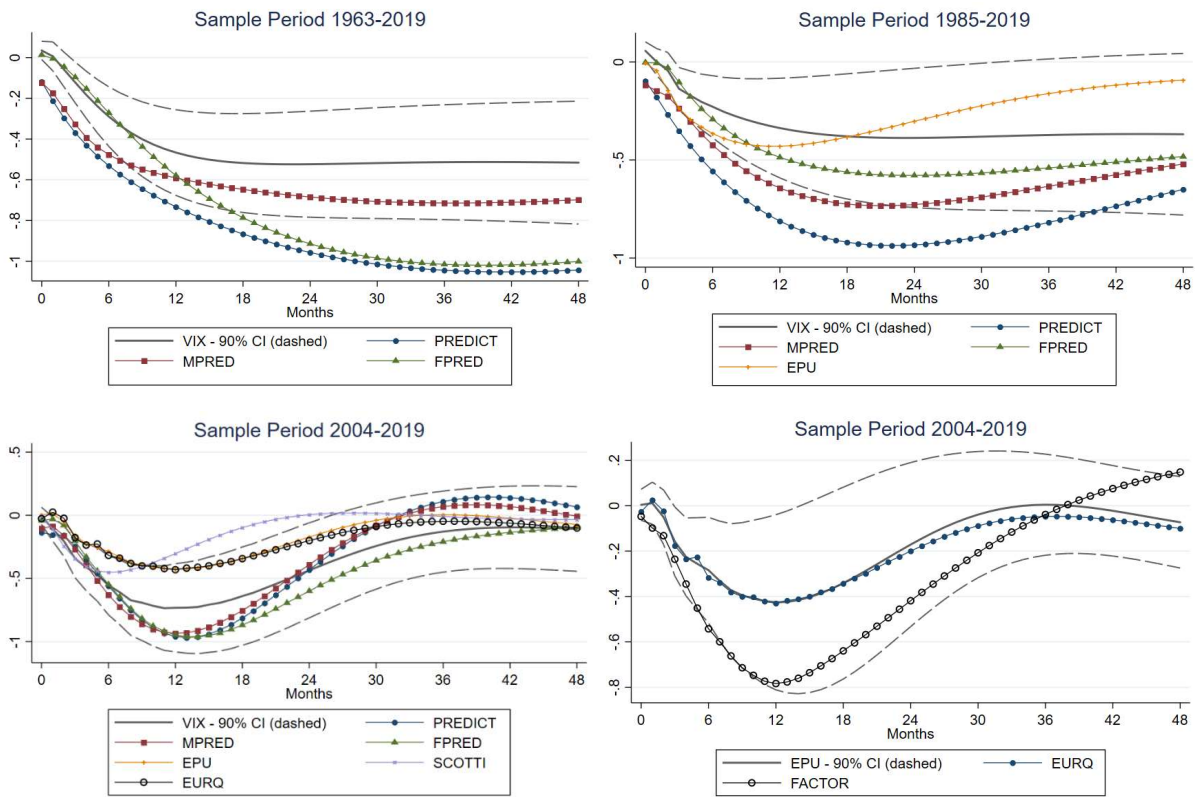 Sample Period 1963-2019
0
-.2
-.4
-.6
-.8
-1
0 6 12 18 24 30 36 42 48
Months
VIX - 90% CI (dashed) PREDICT
MPRED FPRED
Sample Period 1985-2019
0
-.5
-1
0 6 12 18 24 30 36 42 48
Months
VIX - 90% CI (dashed) PREDICT
MPRED FPRED
EPU
Sample Period 2004-2019
.5
0
-.5
-1
0 6 12 18 24 30 36 42 48
Months
VIX - 90% CI (dashed) PREDICT
MPRED FPRED
EPU SCOTTI
EURQ
Sample Period 2004-2019
.2
0
-.2
-.4
-.6
-.8
0 6 12 18 24 30 36 42 48
Months
EPU - 90% CI (dashed) EURQ
FACTOR